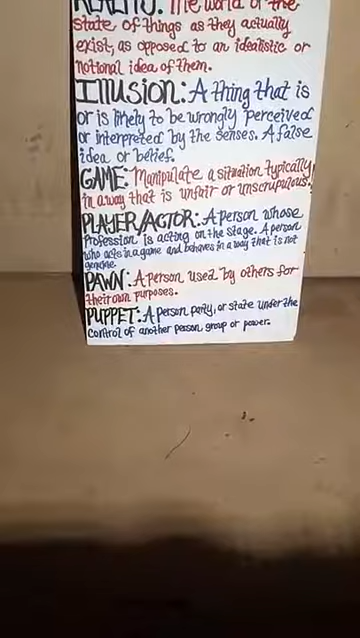 REALITY: The world or the
state of things as they actually
exist, as opposed to an idealistic or
notional idea of them.
ILLUSION: A thing that is
or is likely to be wrongly perceived
or interpreted by the senses. A false
idea or belief.
GAME: Manipulate a situation typically
in a way that is unfair or unscrupulous.
PLAYER/ACTOR: A person whose
profession is acting on the stage. A person
who acts in a game and behaves in a way that is not
genuine.
PAWN: A person used by others for
their own purposes.
PUPPET: A person, party, or state under the
control of another person group or power.